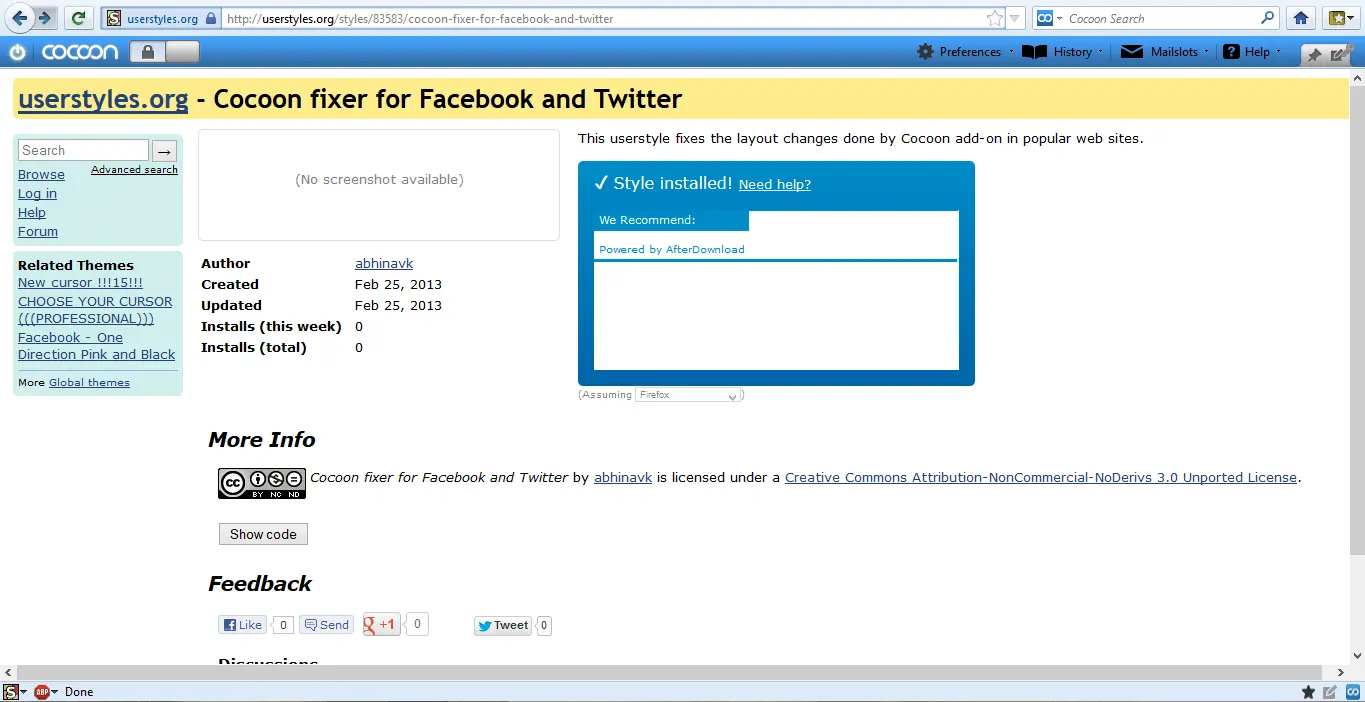 userstyles.org http://userstyles.org/styles/83583/cocoon-fixer-for-facebook-and-twitter Cocoon Search
cocoon Preferences History Mailslots ? Help
userstyles.org - Cocoon fixer for Facebook and Twitter
Search →
Advanced search
Browse
Log in
Help
Forum
Related Themes
New cursor !!!15!!!
CHOOSE YOUR CURSOR
(((PROFESSIONAL)))
Facebook - One
Direction Pink and Black
More Global themes
(No screenshot available)
Author abhinavk
Created Feb 25, 2013
Updated Feb 25, 2013
Installs (this week) 0
Installs (total) 0
This userstyle fixes the layout changes done by Cocoon add-on in popular web sites.
✓ Style installed! Need help?
We Recommend:
Powered by AfterDownload
(Assuming Firefox )
More Info
cc BY NC ND Cocoon fixer for Facebook and Twitter by abhinavk is licensed under a Creative Commons Attribution-NonCommercial-NoDerivs 3.0 Unported License.
Show code
Feedback
Like 0 Send g +1 0 Tweet 0
Discussions
S ABP Done